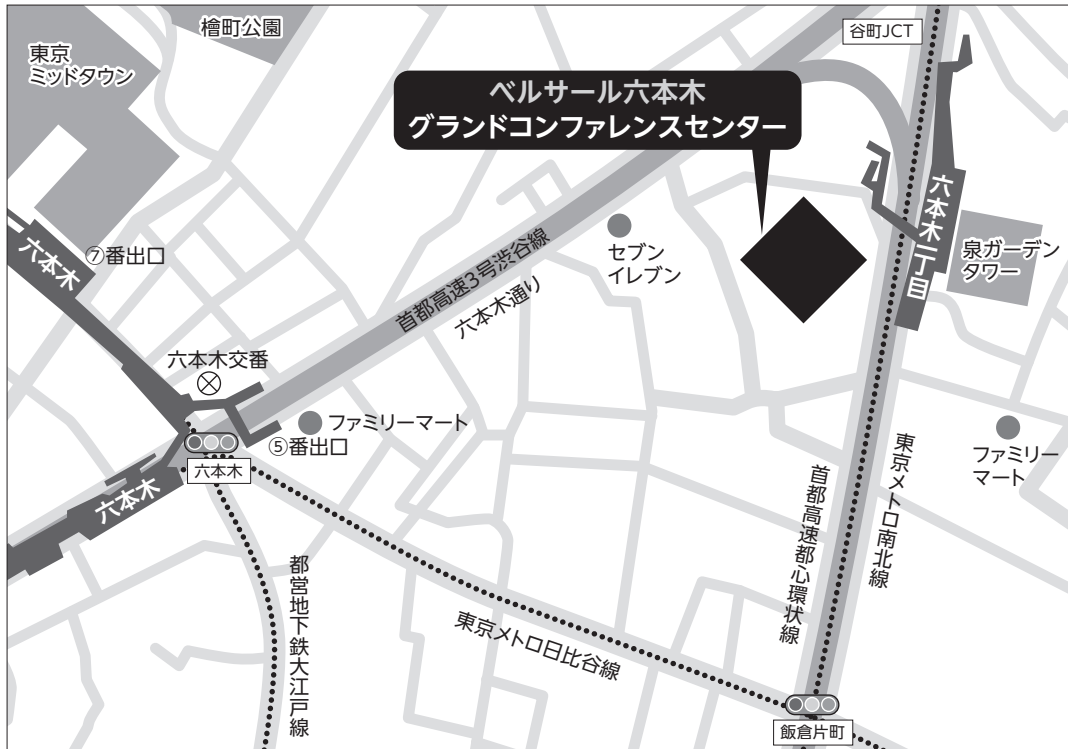 檜町公園
東京
ミッドタウン
谷町JCT
ベルサール六本木
グランドコンファレンスセンター
六本木一丁目
泉ガーデン
タワー
セブン
イレブン
六本木
⑦番出口
首都高速3号渋谷線
六本木通り
六本木交番
ファミリーマート
⑤番出口
六本木
六本木
ファミリー
マート
東京メトロ南北線
首都高速都心環状線
都営地下鉄大江戸線
東京メトロ日比谷線
飯倉片町